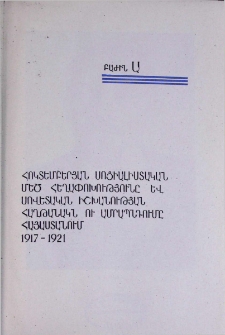 ԲԱԺԻՆ Ա
ՀՈԿՏԵՄԲԵՐՅԱՆ ՍՈՑԻԱԼԻՍՏԱԿԱՆ
ՄԵԾ ՀԵՂԱՓՈԽՈՒԹՅՈՒՆԸ ԵՎ
ՍՈՎԵՏԱԿԱՆ ԻՇԽԱՆՈՒԹՅԱՆ
ՀԱՂԹԱՆԱԿՆ ՈՒ ԱՄՐԱՊՆԴՈՒՄԸ
ՀԱՅԱՍՏԱՆՈՒՄ
1917 - 1921